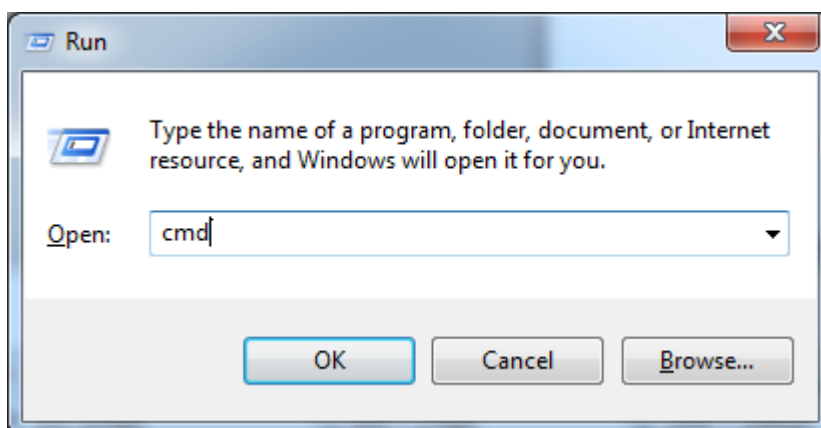 Run
Type the name of a program, folder, document, or Internet
resource, and Windows will open it for you.
Open: cmd
OK Cancel Browse...